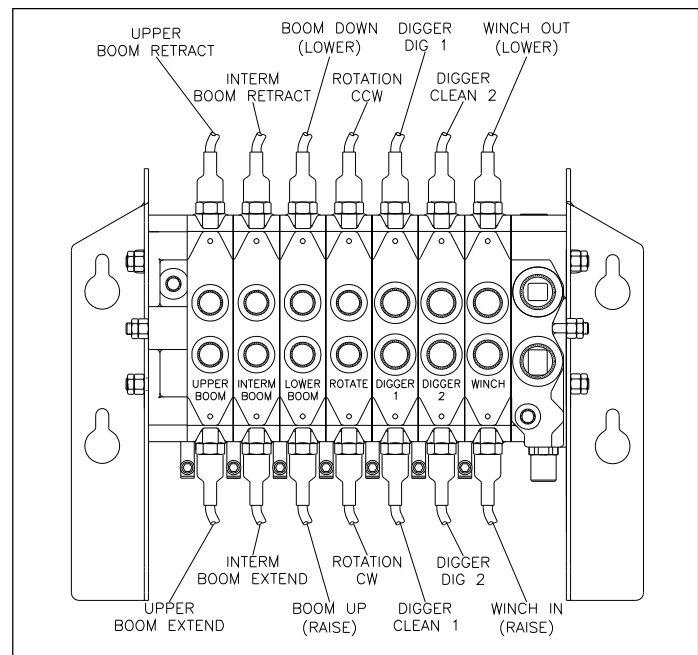 UPPER
BOOM RETRACT
INTERM
BOOM RETRACT
BOOM DOWN
(LOWER)
ROTATION
CCW
DIGGER
DIG 1
DIGGER
CLEAN 2
WINCH OUT
(LOWER)
UPPER
BOOM
INTERM
BOOM
LOWER
BOOM
ROTATE
DIGGER
1
DIGGER
2
WINCH
UPPER
BOOM EXTEND
INTERM
BOOM EXTEND
BOOM UP
(RAISE)
ROTATION
CW
DIGGER
CLEAN 1
DIGGER
DIG 2
WINCH IN
(RAISE)